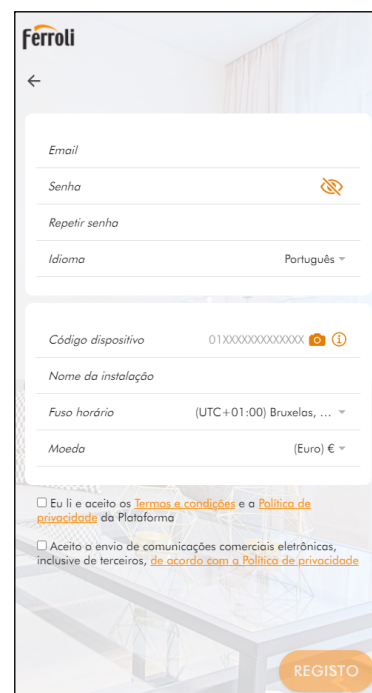 Ferroli
Email
Senha
Repetir senha
Idioma Português
Código dispositivo 01XXXXXXXXXXXXX
Nome da instalação
Fuso horário (UTC+01:00) Bruxelas, ...
Moeda (Euro) €
Eu li e aceito os Termos e condições e a Política de
privacidade da Plataforma
Aceito o envio de comunicações comerciais eletrônicas,
inclusive de terceiros, de acordo com a Política de privacidade
REGISTO